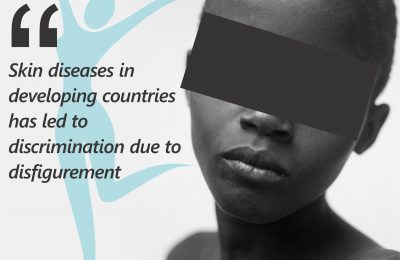 “
Skin diseases in
developing countries
has led to
discrimination due to
disfigurement